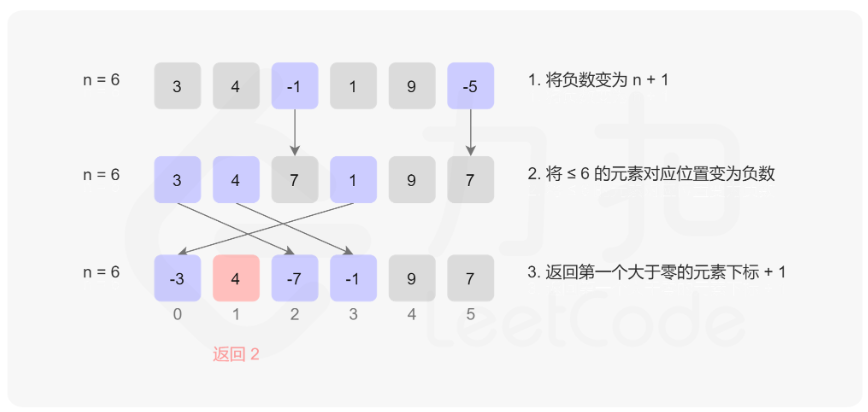 n = 6 3 4 -1 1 9 -5 1. 将负数变为 n + 1
n = 6 3 4 7 1 9 7 2. 将 ≤ 6 的元素对应位置变为负数
n = 6 -3 4 -7 -1 9 7 3. 返回第一个大于零的元素下标 + 1
0 1 2 3 4 5
返回 2
力扣
LeetCode